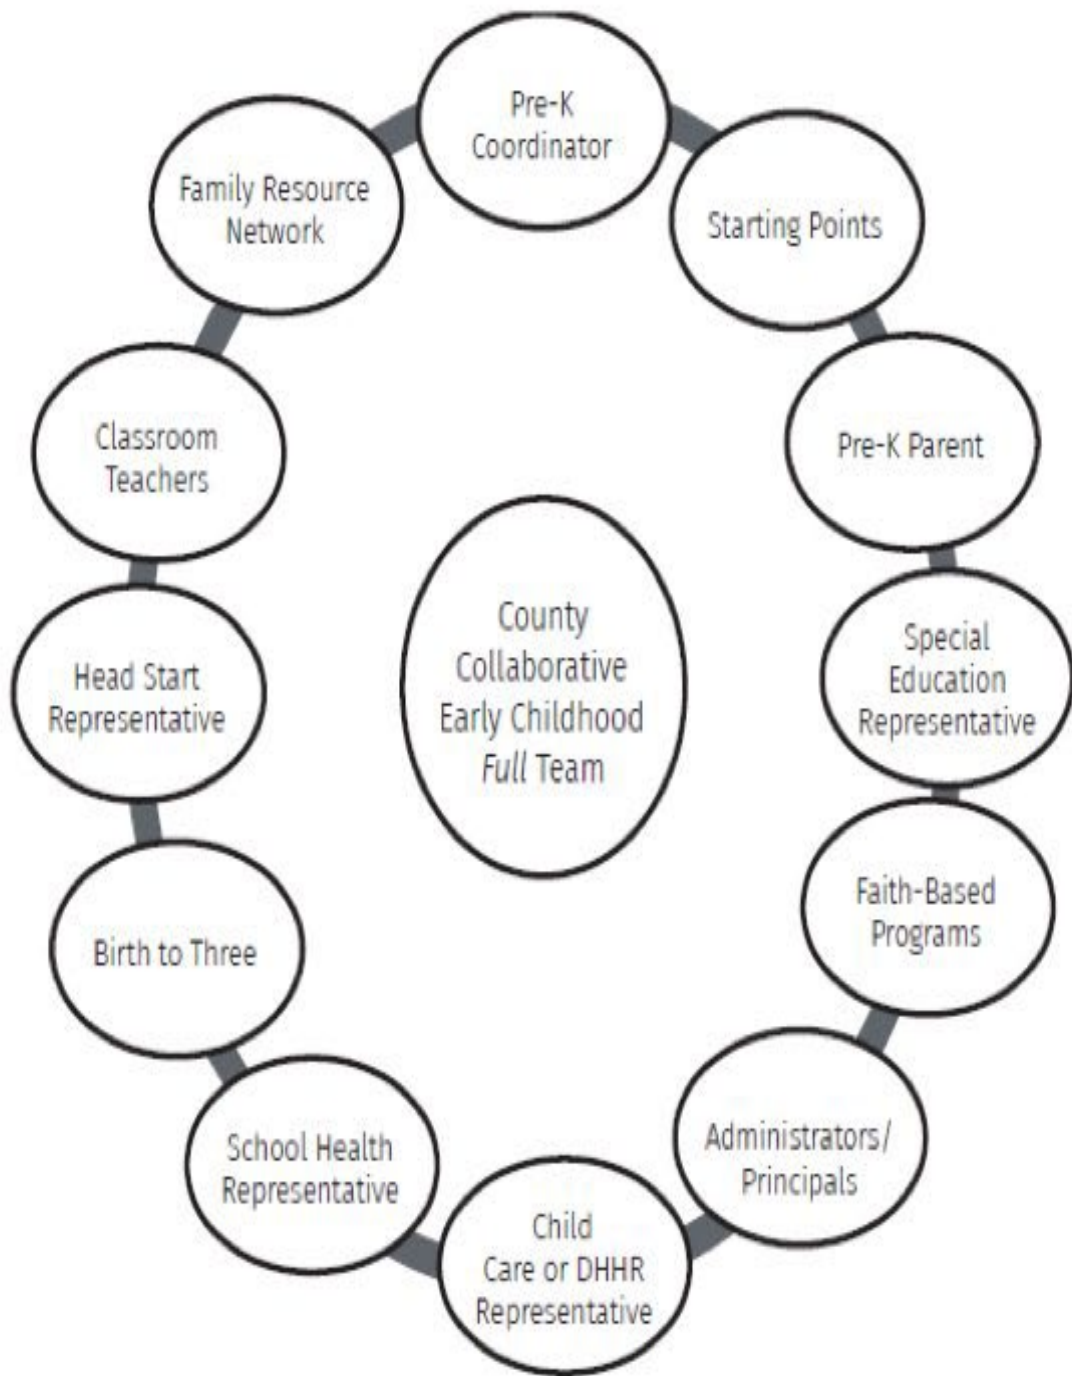 Pre-K
Coordinator
Starting Points
Pre-K Parent
Special
Education
Representative
Faith-Based
Programs
Administrators/
Principals
Child
Care or DHHR
Representative
School Health
Representative
Birth to Three
Head Start
Representative
Classroom
Teachers
Family Resource
Network
County
Collaborative
Early Childhood
Full Team